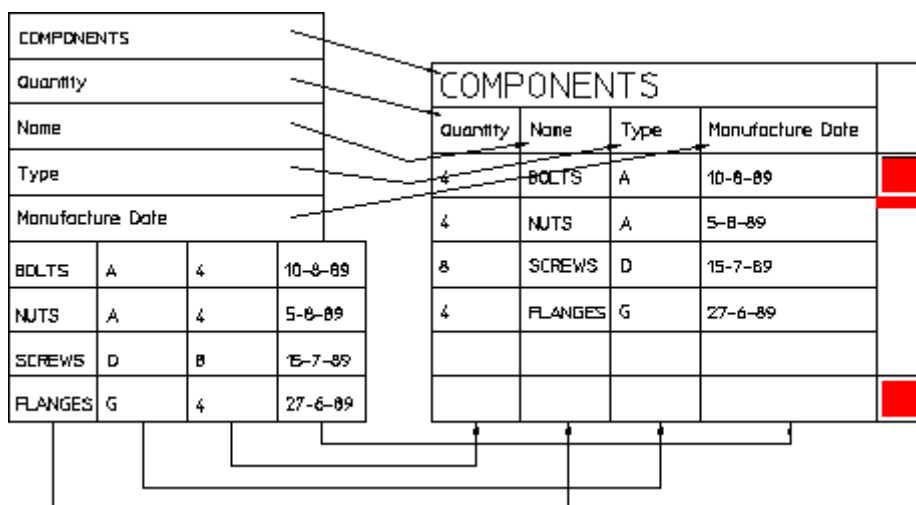 COMPONENTS
Quantity
Name
Type
Manufacture Date
BOLTS A 4 10-8-89
NUTS A 4 5-8-89
SCREWS D 8 15-7-89
FLANGES G 4 27-6-89
COMPONENTS
Quantity Name Type Manufacture Date
4 BOLTS A 10-8-89
4 NUTS A 5-8-89
8 SCREWS D 15-7-89
4 FLANGES G 27-6-89